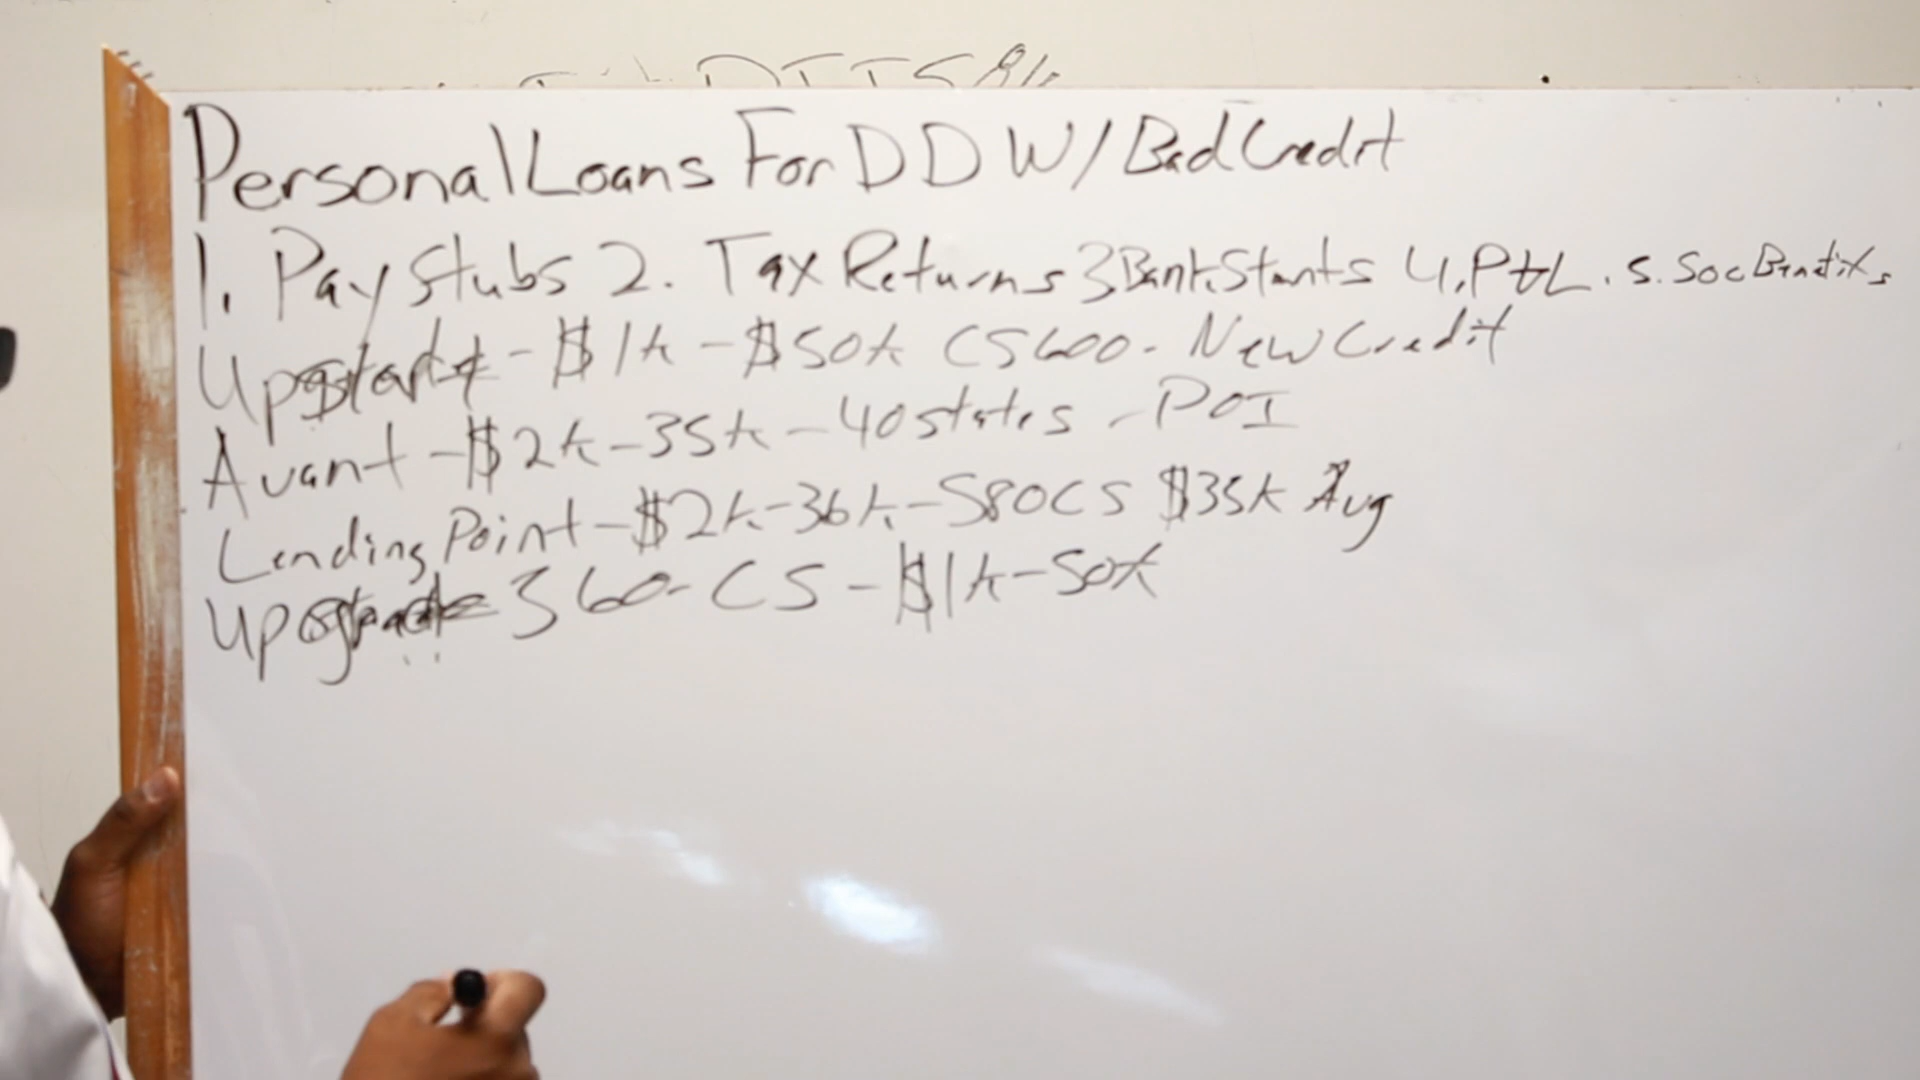 Personal Loans For DD W/ Bad Credit
1. Pay Stubs 2. Tax Returns 3 Bank Stamts 4. P&L. 5. Soc Benefits
Upstart - $1k - $50k CS 600 - New Credit
Avant - $2k - 35k - 40 states - POI
Lending Point - $2k - 36k - 580 CS $35k Avg
Upgrade 560 - CS - $1k - 50k